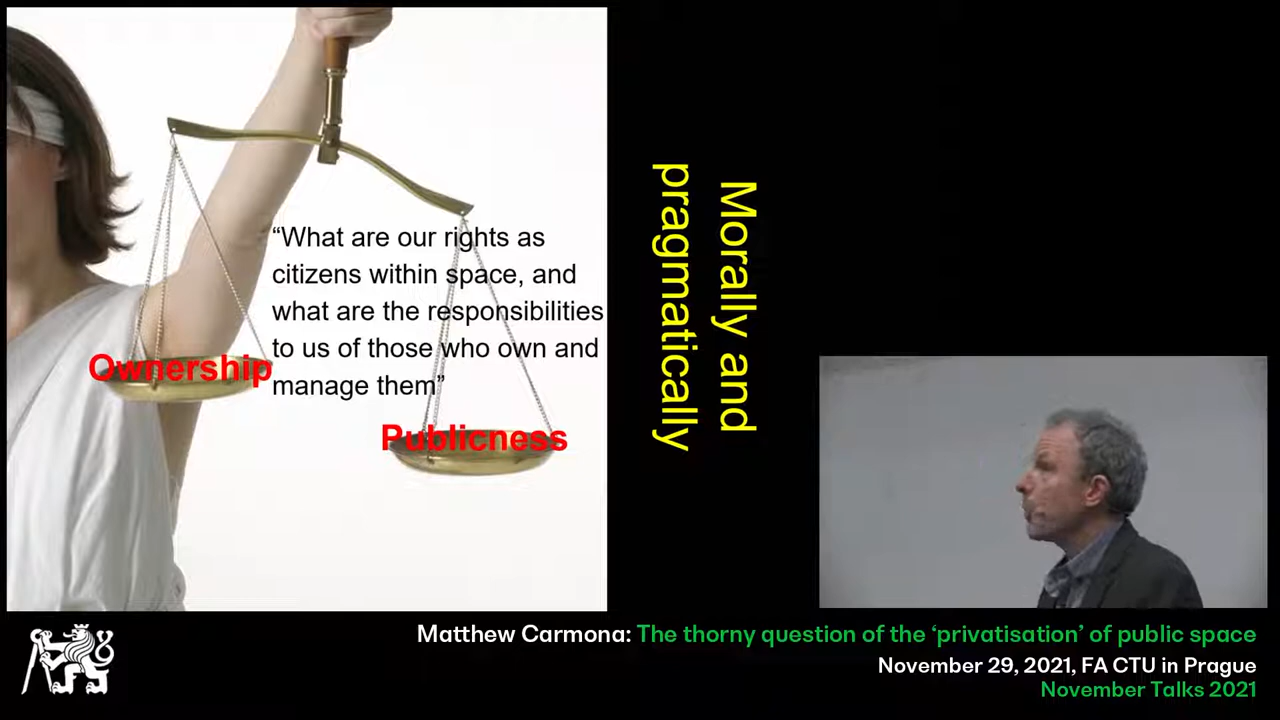 “What are our rights as
citizens within space, and
what are the responsibilities
to us of those who own and
manage them”
Ownership
Publicness
Morally and
pragmatically
Matthew Carmona: The thorny question of the ‘privatisation’ of public space
November 29, 2021, FA CTU in Prague
November Talks 2021